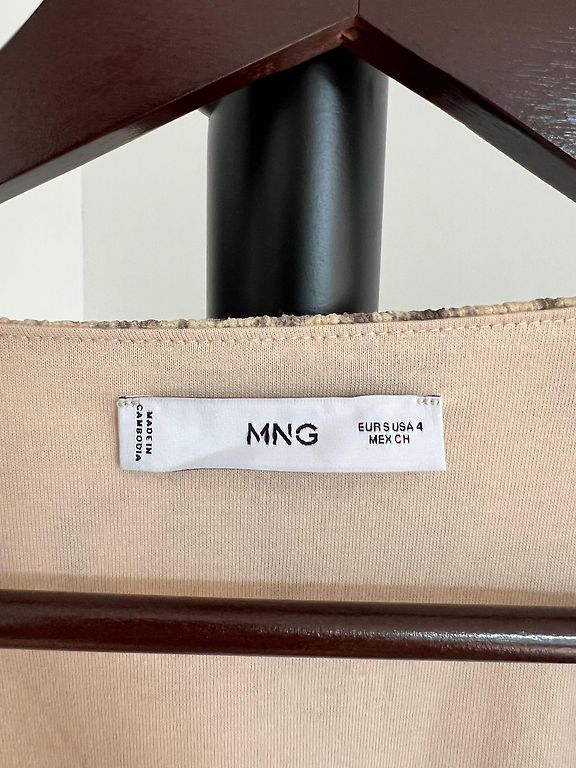 MADE IN
CAMBODIA
MNG
EUR S USA 4
MEX CH